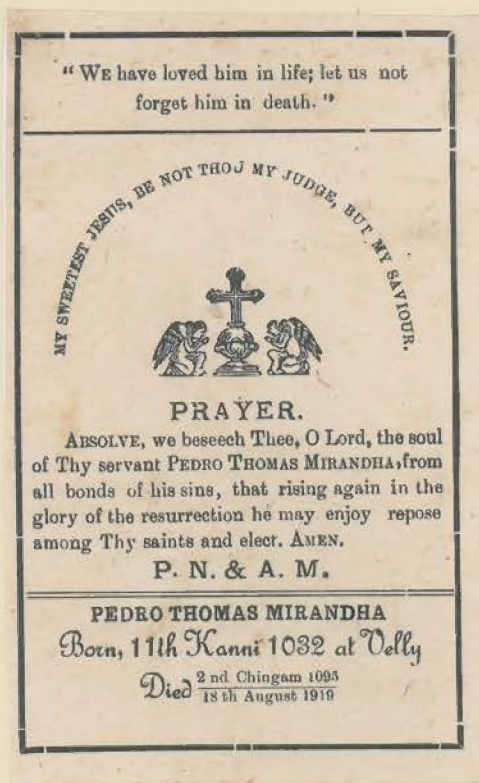 “ WE have loved him in life; let us not
forget him in death. ”
MY SWEETEST JESUS, BE NOT THOU MY JUDGE, BUT MY SAVIOUR.
PRAYER.
ABSOLVE, we beseech Thee, O Lord, the soul
of Thy servant PEDRO THOMAS MIRANDHA, from
all bonds of his sins, that rising again in the
glory of the resurrection he may enjoy repose
among Thy saints and elect. AMEN.
P. N. & A. M.
PEDRO THOMAS MIRANDHA
Born, 11th Kanni 1032 at Velly
Died 2 nd Chingam 1095
18 th August 1919